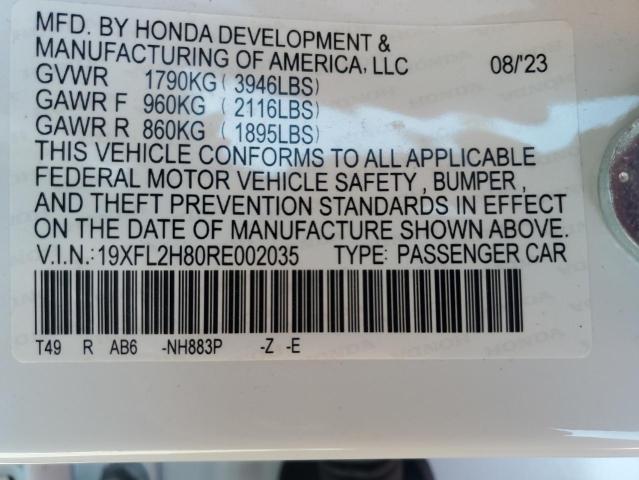 MFD. BY HONDA DEVELOPMENT &
MANUFACTURING OF AMERICA, LLC 08/'23
GVWR 1790KG ( 3946LBS)
GAWR F 960KG ( 2116LBS)
GAWR R 860KG ( 1895LBS)
THIS VEHICLE CONFORMS TO ALL APPLICABLE
FEDERAL MOTOR VEHICLE SAFETY , BUMPER ,
AND THEFT PREVENTION STANDARDS IN EFFECT
ON THE DATE OF MANUFACTURE SHOWN ABOVE.
V.I.N.: 19XFL2H80RE002035 TYPE: PASSENGER CAR
T49 R AB6 -NH883P -Z -E